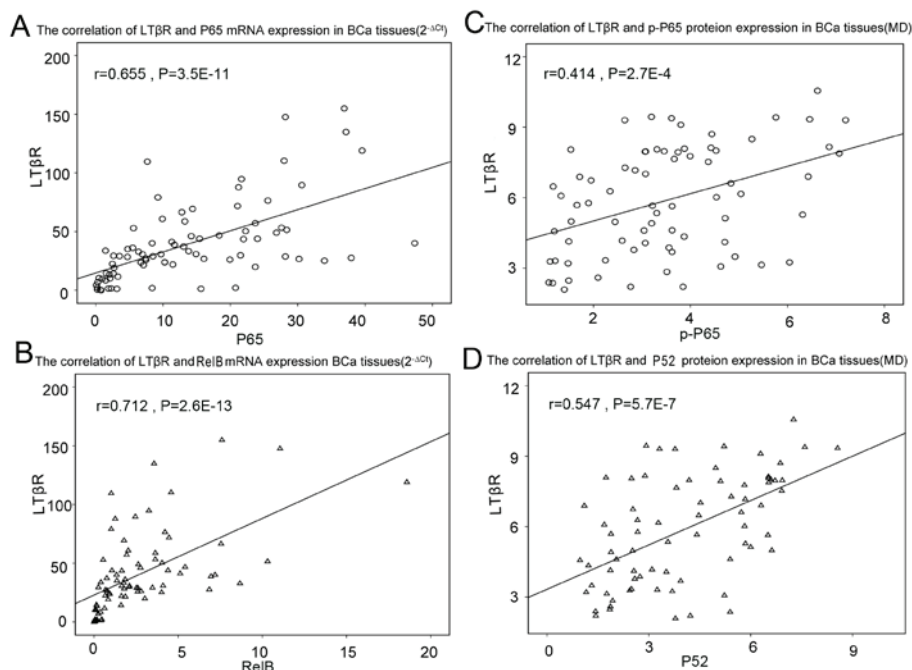 A
The correlation of LTβR and P65 mRNA expression in BCa tissues(2-ΔCt)
r=0.655 , P=3.5E-11
LTβR
200
150
100
50
0
0 10 20 30 40 50
P65
B
The correlation of LTβR and RelB mRNA expression BCa tissues(2-ΔCt)
r=0.712 , P=2.6E-13
LTβR
200
150
100
50
0
0 5 10 15 20
RelB
C
The correlation of LTβR and p-P65 proteion expression in BCa tissues(MD)
r=0.414 , P=2.7E-4
LTβR
12
9
6
3
2 4 6 8
p-P65
D
The correlation of LTβR and P52 proteion expression in BCa tissues(MD)
r=0.547 , P=5.7E-7
LTβR
12
9
6
3
0 3 6 9
P52